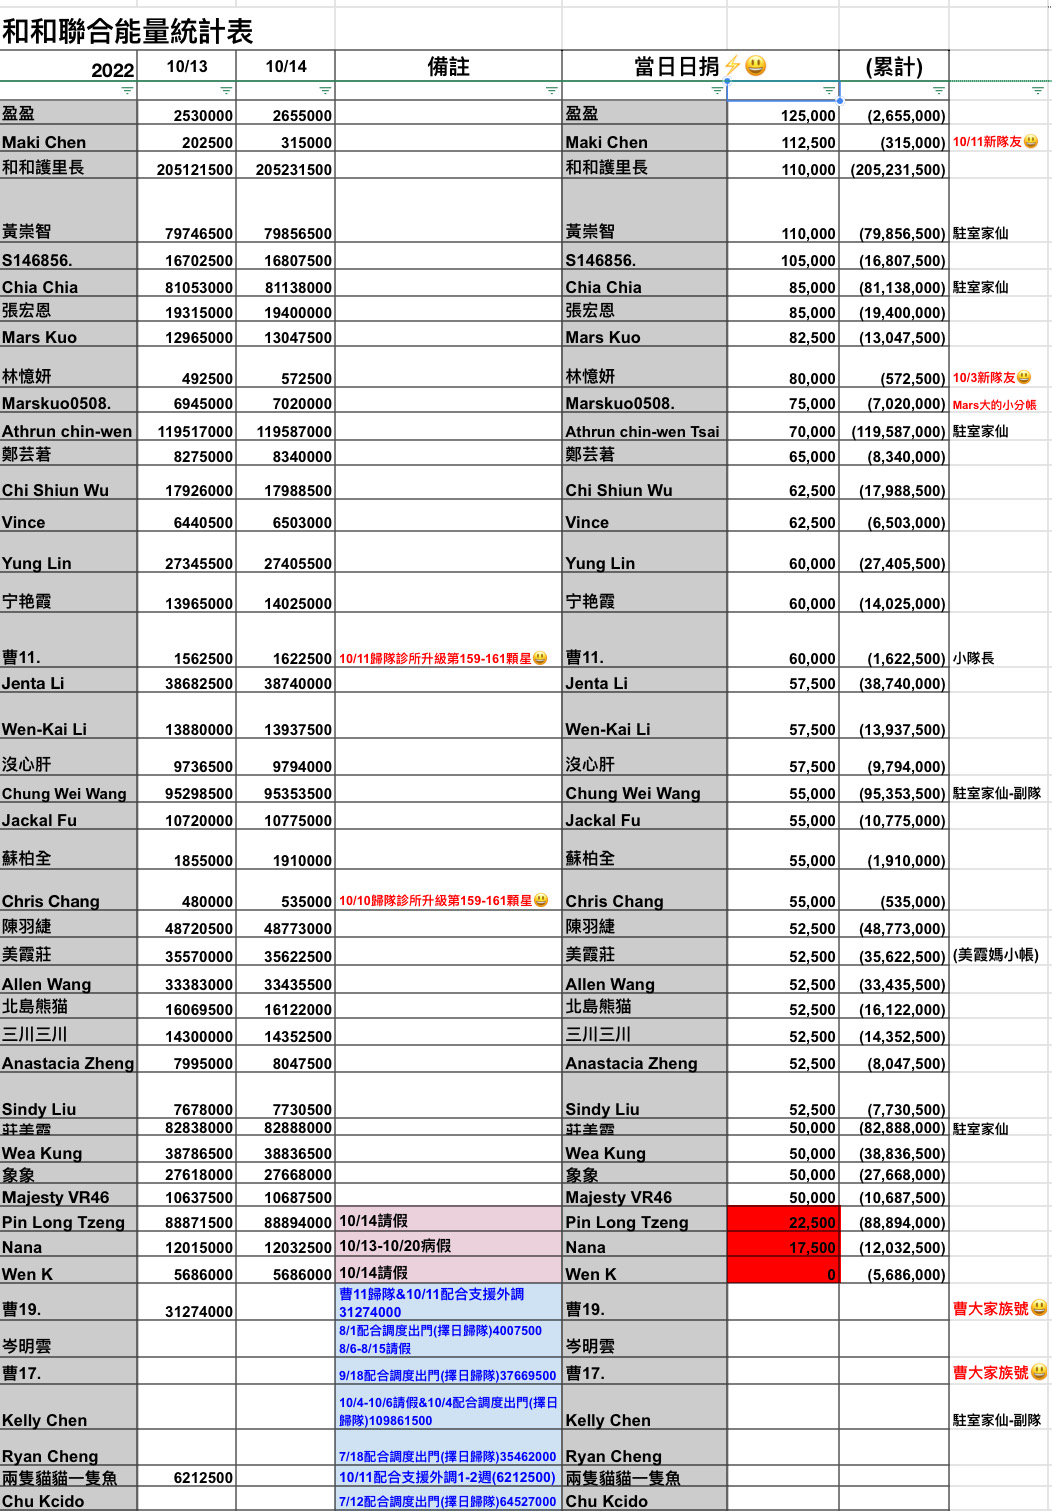 和和聯合能量統計表
2022 10/13 10/14 備註 當日日捐⚡😃 (累計)
盈盈 2530000 2655000 盈盈 125,000 (2,655,000)
Maki Chen 202500 315000 Maki Chen 112,500 (315,000) 10/11新隊友😃
和和護里長 205121500 205231500 和和護里長 110,000 (205,231,500)
黃崇智 79746500 79856500 黃崇智 110,000 (79,856,500) 駐室家仙
S146856. 16702500 16807500 S146856. 105,000 (16,807,500)
Chia Chia 81053000 81138000 Chia Chia 85,000 (81,138,000) 駐室家仙
張宏恩 19315000 19400000 張宏恩 85,000 (19,400,000)
Mars Kuo 12965000 13047500 Mars Kuo 82,500 (13,047,500)
林憶妍 492500 572500 林憶妍 80,000 (572,500) 10/3新隊友😃
Marskuo0508. 6945000 7020000 Marskuo0508. 75,000 (7,020,000) Mars大的小分帳
Athrun chin-wen 119517000 119587000 Athrun chin-wen Tsai 70,000 (119,587,000) 駐室家仙
鄭芸莙 8275000 8340000 鄭芸莙 65,000 (8,340,000)
Chi Shiun Wu 17926000 17988500 Chi Shiun Wu 62,500 (17,988,500)
Vince 6440500 6503000 Vince 62,500 (6,503,000)
Yung Lin 27345500 27405500 Yung Lin 60,000 (27,405,500)
宁艳霞 13965000 14025000 宁艳霞 60,000 (14,025,000)
曹11. 1562500 1622500 10/11歸隊診所升級第159-161顆星😃 曹11. 60,000 (1,622,500) 小隊長
Jenta Li 38682500 38740000 Jenta Li 57,500 (38,740,000)
Wen-Kai Li 13880000 13937500 Wen-Kai Li 57,500 (13,937,500)
沒心肝 9736500 9794000 沒心肝 57,500 (9,794,000)
Chung Wei Wang 95298500 95353500 Chung Wei Wang 55,000 (95,353,500) 駐室家仙-副隊
Jackal Fu 10720000 10775000 Jackal Fu 55,000 (10,775,000)
蘇柏全 1855000 1910000 蘇柏全 55,000 (1,910,000)
Chris Chang 480000 535000 10/10歸隊診所升級第159-161顆星😃 Chris Chang 55,000 (535,000)
陳羽緁 48720500 48773000 陳羽緁 52,500 (48,773,000)
美霞莊 35570000 35622500 美霞莊 52,500 (35,622,500) (美霞媽小帳)
Allen Wang 33383000 33435500 Allen Wang 52,500 (33,435,500)
北島熊猫 16069500 16122000 北島熊猫 52,500 (16,122,000)
三川三川 14300000 14352500 三川三川 52,500 (14,352,500)
Anastacia Zheng 7995000 8047500 Anastacia Zheng 52,500 (8,047,500)
Sindy Liu 7678000 7730500 Sindy Liu 52,500 (7,730,500)
莊美霞 82838000 82888000 莊美霞 50,000 (82,888,000) 駐室家仙
Wea Kung 38786500 38836500 Wea Kung 50,000 (38,836,500)
象象 27618000 27668000 象象 50,000 (27,668,000)
Majesty VR46 10637500 10687500 Majesty VR46 50,000 (10,687,500)
Pin Long Tzeng 88871500 88894000 10/14請假 Pin Long Tzeng 22,500 (88,894,000)
Nana 12015000 12032500 10/13-10/20病假 Nana 17,500 (12,032,500)
Wen K 5686000 5686000 10/14請假 Wen K 0 (5,686,000)
曹11歸隊&10/11配合支援外調
曹19. 31274000 31274000 曹19. 曹大家族號😃
8/1配合調度出門(擇日歸隊)4007500
岑明雲 8/6-8/15請假 岑明雲
曹17. 9/18配合調度出門(擇日歸隊)37669500 曹17. 曹大家族號😃
10/4-10/6請假&10/4配合調度出門(擇日
Kelly Chen 歸隊)109861500 Kelly Chen 駐室家仙-副隊
Ryan Cheng 7/18配合調度出門(擇日歸隊)35462000 Ryan Cheng
兩隻貓貓一隻魚 6212500 10/11配合支援外調1-2週(6212500) 兩隻貓貓一隻魚
Chu Kcido 7/12配合調度出門(擇日歸隊)64527000 Chu Kcido